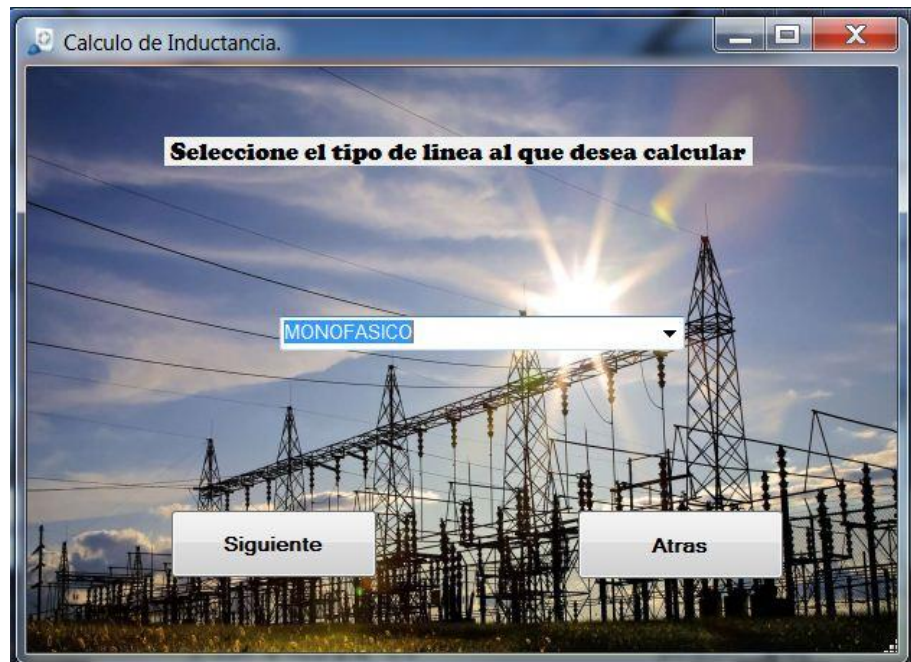 Calculo de Inductancia.
Seleccione el tipo de linea al que desea calcular
MONOFASICO
Siguiente
Atras